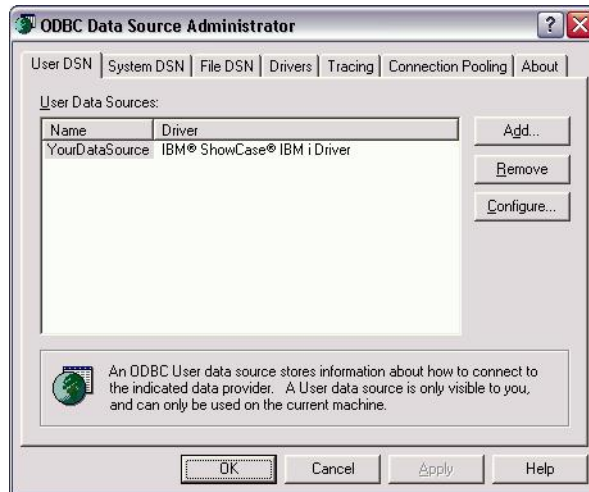 ODBC Data Source Administrator
?
User DSN System DSN File DSN Drivers Tracing Connection Pooling About
User Data Sources:
Name Driver
YourDataSource IBM® ShowCase® IBM i Driver
Add...
Remove
Configure...
An ODBC User data source stores information about how to connect to
the indicated data provider. A User data source is only visible to you,
and can only be used on the current machine.
OK Cancel Apply Help